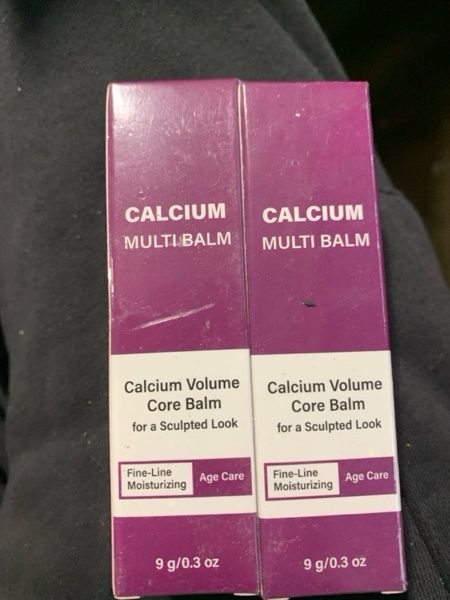 CALCIUM
MULTI BALM
Calcium Volume
Core Balm
for a Sculpted Look
Fine-Line
Moisturizing
Age Care
9 g/0.3 oz
CALCIUM
MULTI BALM
Calcium Volume
Core Balm
for a Sculpted Look
Fine-Line
Moisturizing
Age Care
9 g/0.3 oz